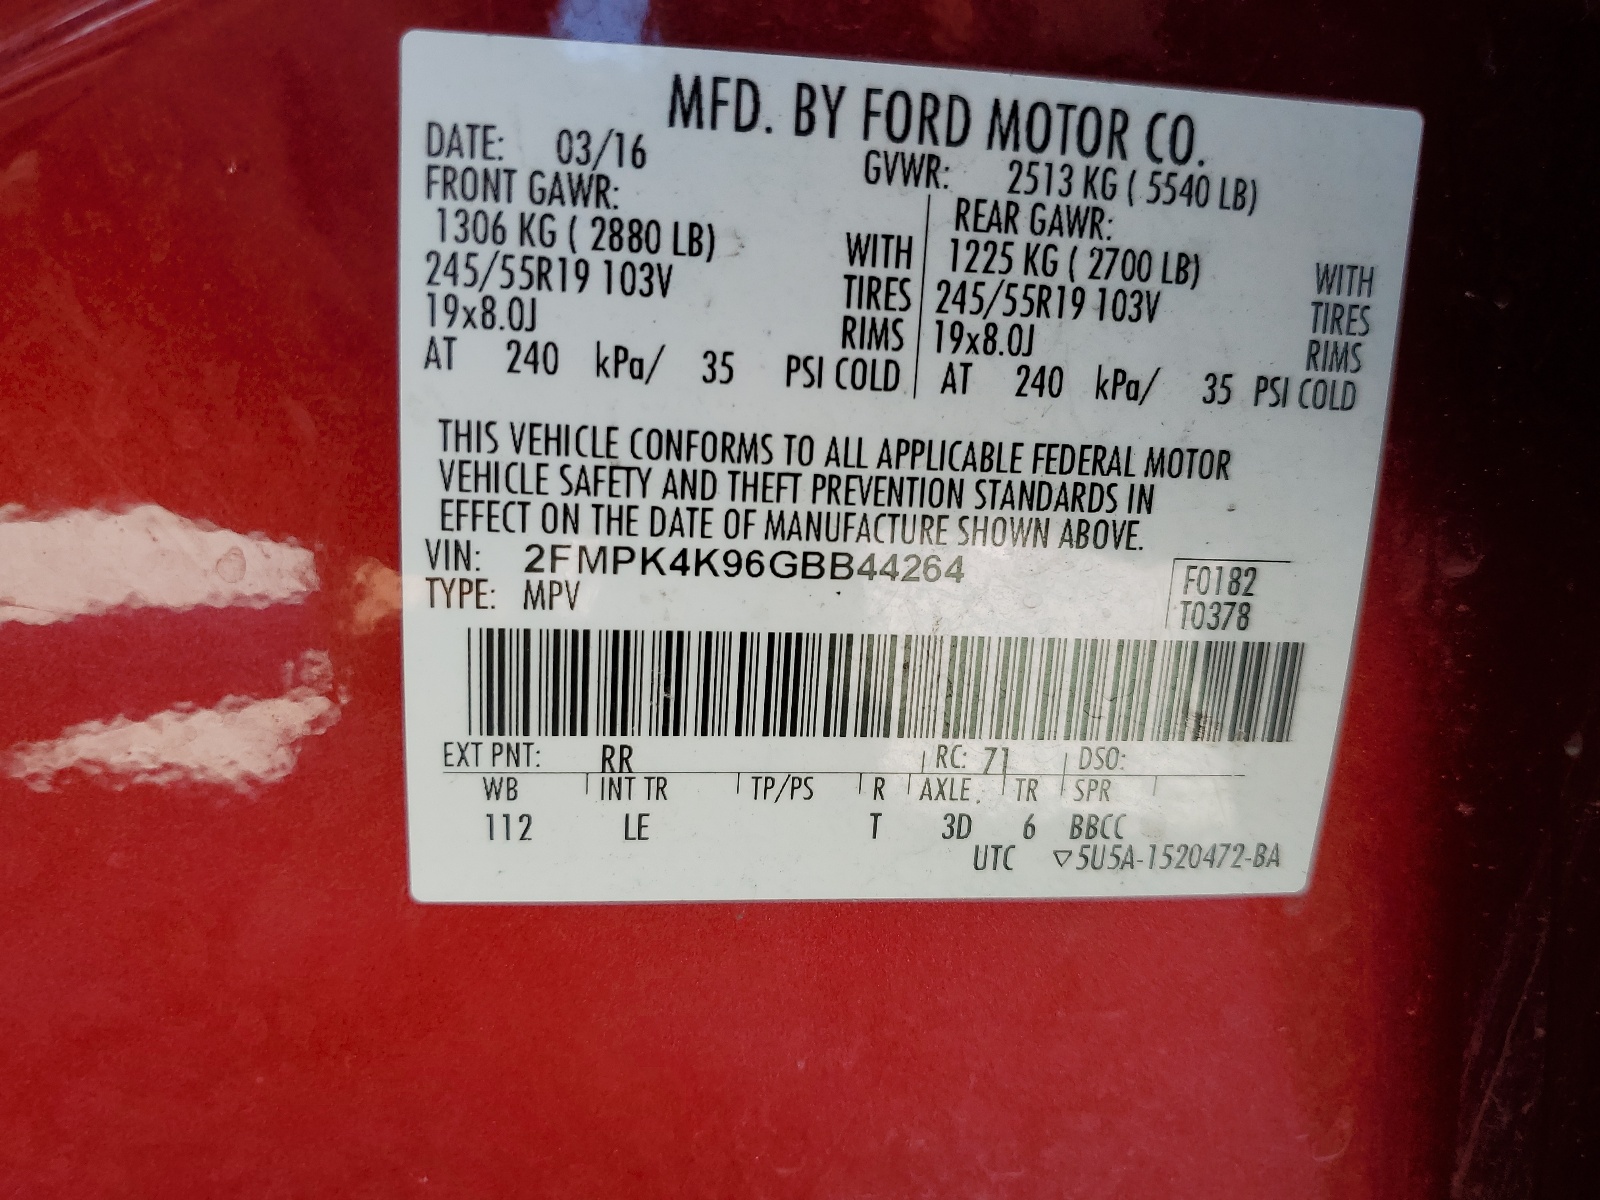 MFD. BY FORD MOTOR CO.
DATE: 03/16 GVWR: 2513 KG ( 5540 LB)
FRONT GAWR: REAR GAWR:
1306 KG ( 2880 LB) WITH 1225 KG ( 2700 LB) WITH
245/55R19 103V TIRES 245/55R19 103V TIRES
19x8.0J RIMS 19x8.0J RIMS
AT 240 kPa/ 35 PSI COLD AT 240 kPa/ 35 PSI COLD
THIS VEHICLE CONFORMS TO ALL APPLICABLE FEDERAL MOTOR
VEHICLE SAFETY AND THEFT PREVENTION STANDARDS IN
EFFECT ON THE DATE OF MANUFACTURE SHOWN ABOVE.
VIN: 2FMPK4K96GBB44264 F0182
TYPE: MPV T0378
EXT PNT: RR RC: 71 DSO:
WB INT TR TP/PS R AXLE TR SPR
112 LE T 3D 6 BBCC
UTC ▽5U5A-1520472-BA